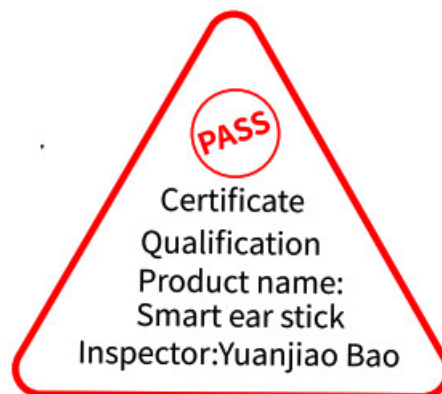 PASS
Certificate
Qualification
Product name:
Smart ear stick
Inspector:Yuanjiao Bao